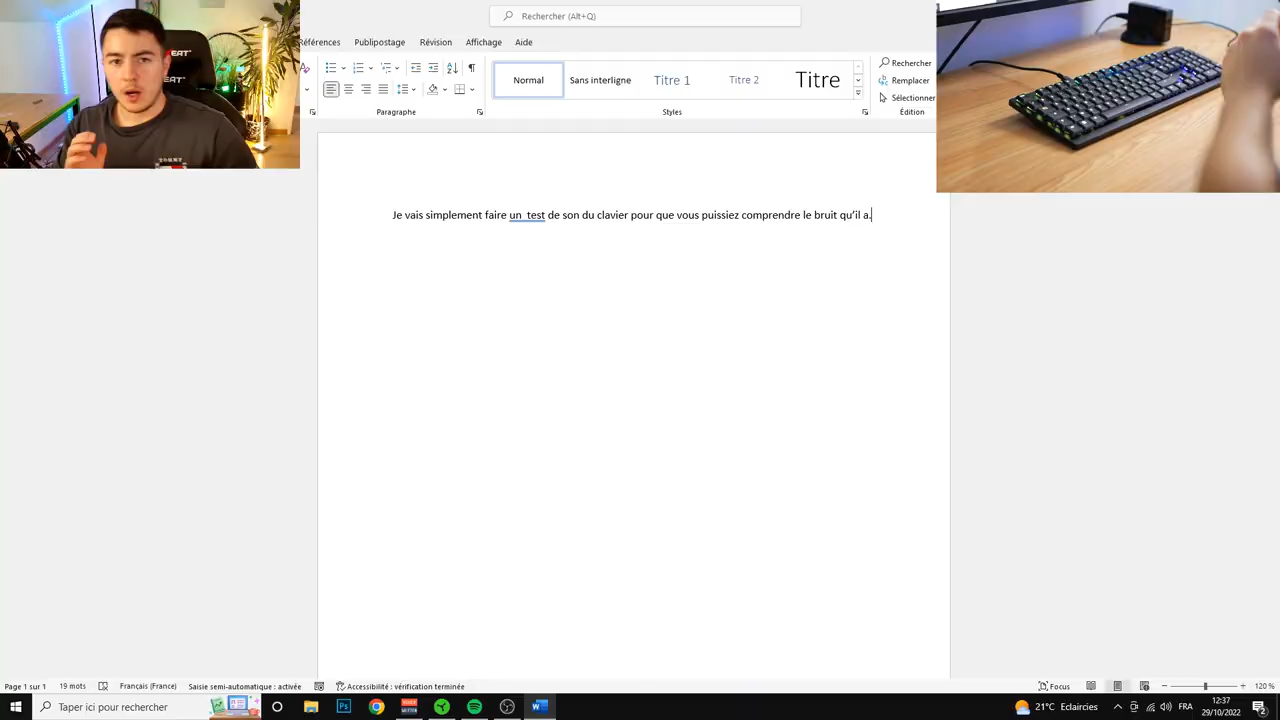 Rechercher (Alt+Q)
Références Publipostage Révision Affichage Aide
Normal Sans interligne Titre 1 Titre 2 Titre
Rechercher
Remplacer
Sélectionner
Paragraphe Styles Édition
Je vais simplement faire un  test de son du clavier pour que vous puissiez comprendre le bruit qu'il a.
Page 1 sur 1 19 mots Français (France) Saisie semi-automatique : activée Accessibilité : vérification terminée Focus 120 %
Taper ici pour rechercher 21°C Eclaircies FRA 12:37
29/10/2022